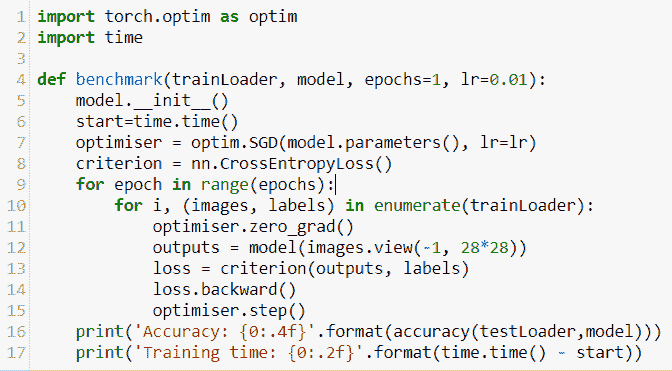 1 import torch.optim as optim
2 import time
3
4 def benchmark(trainLoader, model, epochs=1, lr=0.01):
5     model.__init__()
6     start=time.time()
7     optimiser = optim.SGD(model.parameters(), lr=lr)
8     criterion = nn.CrossEntropyLoss()
9     for epoch in range(epochs):
10         for i, (images, labels) in enumerate(trainLoader):
11             optimiser.zero_grad()
12             outputs = model(images.view(-1, 28*28))
13             loss = criterion(outputs, labels)
14             loss.backward()
15             optimiser.step()
16     print('Accuracy: {0:.4f}'.format(accuracy(testLoader,model)))
17     print('Training time: {0:.2f}'.format(time.time() - start))